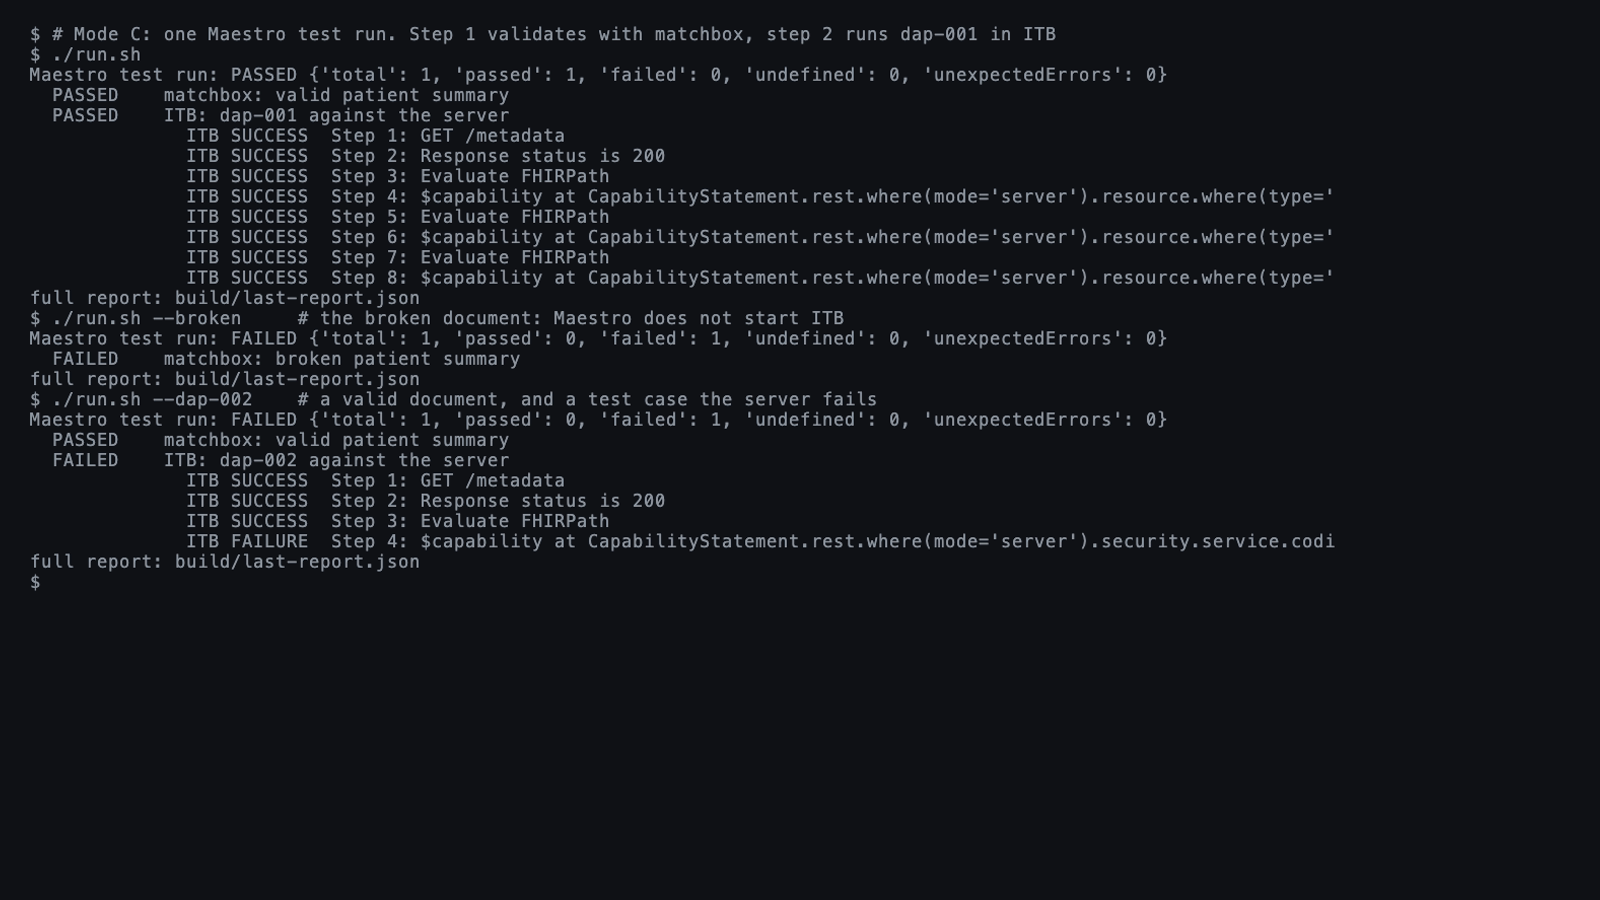 $ # Mode C: one Maestro test run. Step 1 validates with matchbox, step 2 runs dap-001 in ITB
$ ./run.sh
Maestro test run: PASSED {'total': 1, 'passed': 1, 'failed': 0, 'undefined': 0, 'unexpectedErrors': 0}
  PASSED    matchbox: valid patient summary
  PASSED    ITB: dap-001 against the server
              ITB SUCCESS  Step 1: GET /metadata
              ITB SUCCESS  Step 2: Response status is 200
              ITB SUCCESS  Step 3: Evaluate FHIRPath
              ITB SUCCESS  Step 4: $capability at CapabilityStatement.rest.where(mode='server').resource.where(type='
              ITB SUCCESS  Step 5: Evaluate FHIRPath
              ITB SUCCESS  Step 6: $capability at CapabilityStatement.rest.where(mode='server').resource.where(type='
              ITB SUCCESS  Step 7: Evaluate FHIRPath
              ITB SUCCESS  Step 8: $capability at CapabilityStatement.rest.where(mode='server').resource.where(type='
full report: build/last-report.json
$ ./run.sh --broken     # the broken document: Maestro does not start ITB
Maestro test run: FAILED {'total': 1, 'passed': 0, 'failed': 1, 'undefined': 0, 'unexpectedErrors': 0}
  FAILED    matchbox: broken patient summary
full report: build/last-report.json
$ ./run.sh --dap-002    # a valid document, and a test case the server fails
Maestro test run: FAILED {'total': 1, 'passed': 0, 'failed': 1, 'undefined': 0, 'unexpectedErrors': 0}
  PASSED    matchbox: valid patient summary
  FAILED    ITB: dap-002 against the server
              ITB SUCCESS  Step 1: GET /metadata
              ITB SUCCESS  Step 2: Response status is 200
              ITB SUCCESS  Step 3: Evaluate FHIRPath
              ITB FAILURE  Step 4: $capability at CapabilityStatement.rest.where(mode='server').security.service.codi
full report: build/last-report.json
$